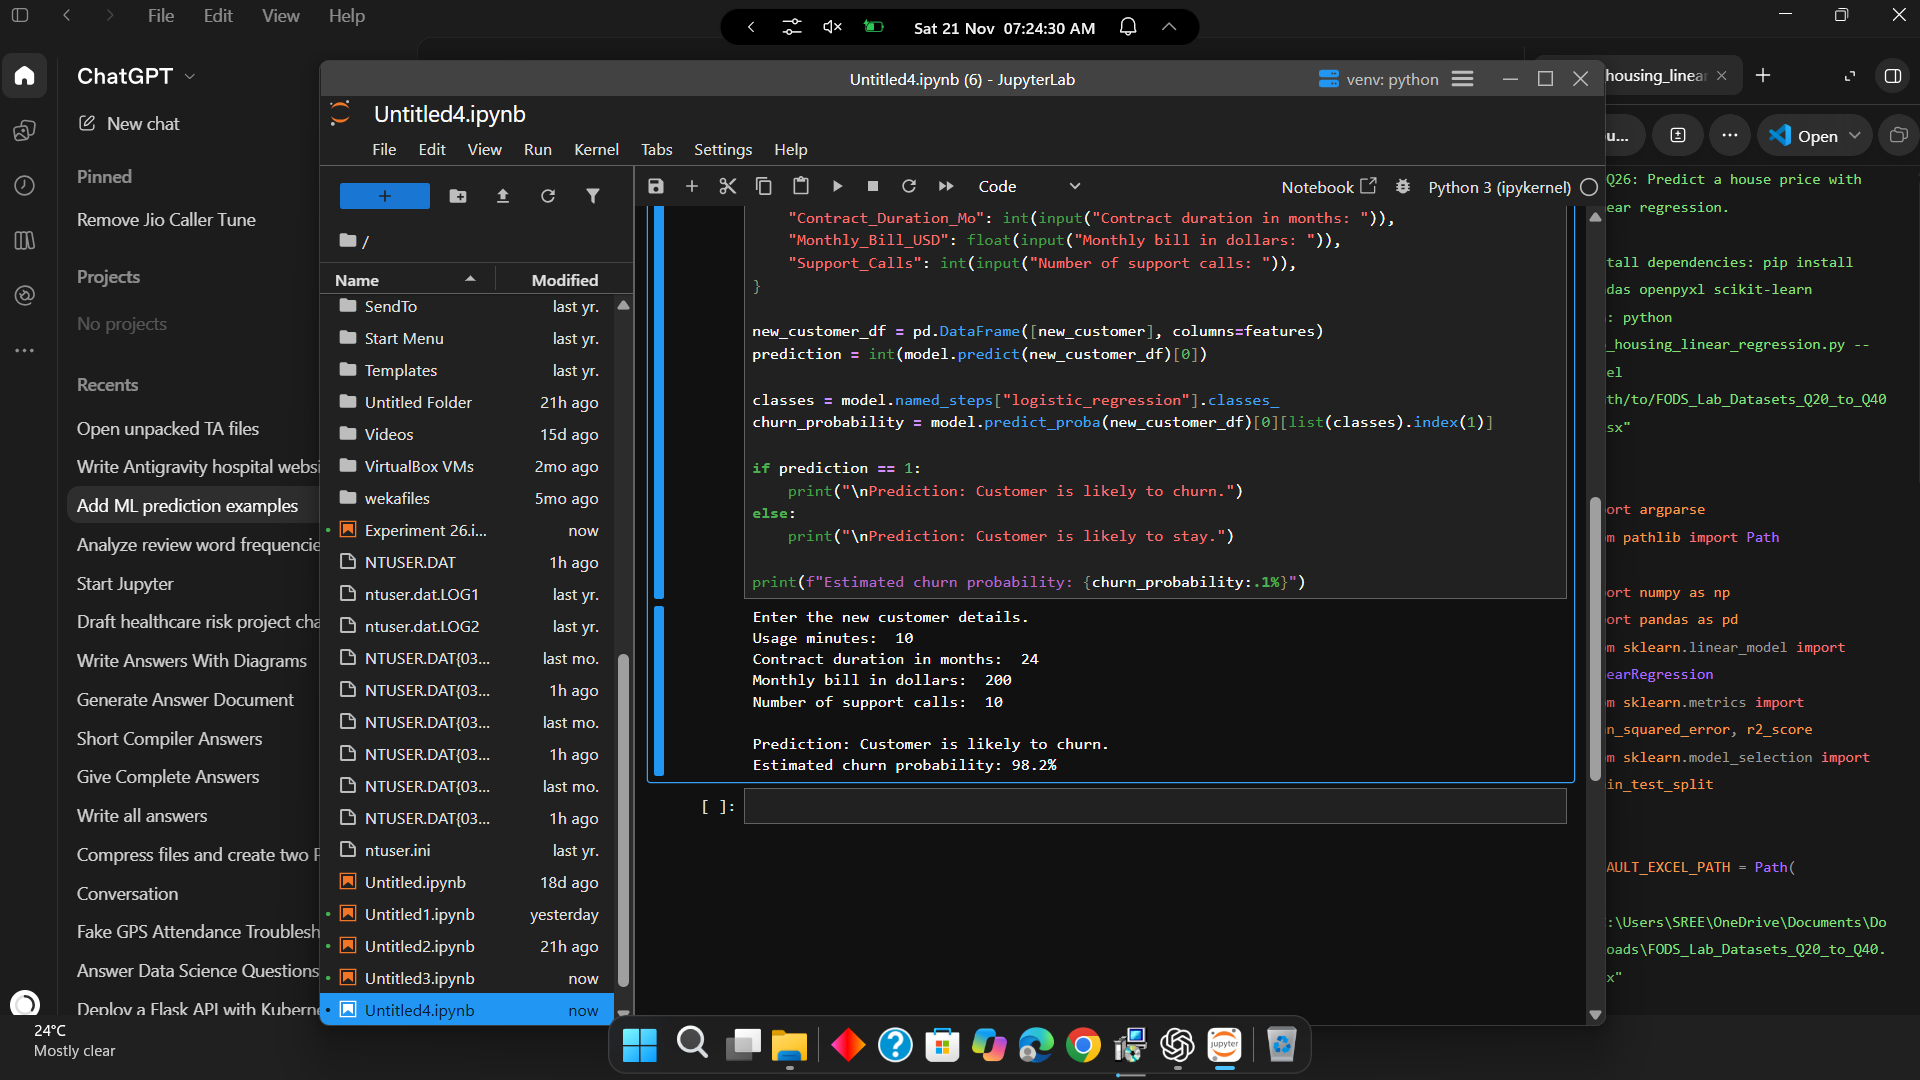 File Edit View Help
Sat 21 Nov 07:24:30 AM
ChatGPT
New chat
Pinned
Remove Jio Caller Tune
Projects
No projects
Recents
Open unpacked TA files
Write Antigravity hospital websi
Add ML prediction examples
Analyze review word frequencie
Start Jupyter
Draft healthcare risk project cha
Write Answers With Diagrams
Generate Answer Document
Short Compiler Answers
Give Complete Answers
Write all answers
Compress files and create two F
Conversation
Fake GPS Attendance Troublesh
Answer Data Science Questions
Deploy a Flask API with Kuberne
24°C
Mostly clear
Untitled4.ipynb (6) - JupyterLab
venv: python
Untitled4.ipynb
File Edit View Run Kernel Tabs Settings Help
/
Name Modified
SendTo last yr.
Start Menu last yr.
Templates last yr.
Untitled Folder 21h ago
Videos 15d ago
VirtualBox VMs 2mo ago
wekafiles 5mo ago
Experiment 26.i... now
NTUSER.DAT 1h ago
ntuser.dat.LOG1 last yr.
ntuser.dat.LOG2 last yr.
NTUSER.DAT{03... last mo.
NTUSER.DAT{03... 1h ago
NTUSER.DAT{03... last mo.
NTUSER.DAT{03... 1h ago
NTUSER.DAT{03... last mo.
NTUSER.DAT{03... 1h ago
ntuser.ini last yr.
Untitled.ipynb 18d ago
Untitled1.ipynb yesterday
Untitled2.ipynb 21h ago
Untitled3.ipynb now
Untitled4.ipynb now
Code
Notebook
Python 3 (ipykernel)
"Contract_Duration_Mo": int(input("Contract duration in months: ")),
"Monthly_Bill_USD": float(input("Monthly bill in dollars: ")),
"Support_Calls": int(input("Number of support calls: ")),
}
new_customer_df = pd.DataFrame([new_customer], columns=features)
prediction = int(model.predict(new_customer_df)[0])
classes = model.named_steps["logistic_regression"].classes_
churn_probability = model.predict_proba(new_customer_df)[0][list(classes).index(1)]
if prediction == 1:
print("\nPrediction: Customer is likely to churn.")
else:
print("\nPrediction: Customer is likely to stay.")
print(f"Estimated churn probability: {churn_probability:.1%}")
Enter the new customer details.
Usage minutes: 10
Contract duration in months: 24
Monthly bill in dollars: 200
Number of support calls: 10
Prediction: Customer is likely to churn.
Estimated churn probability: 98.2%
[ ]:
housing_linear
u...
Open
Q26: Predict a house price with
ear regression.
tall dependencies: pip install
das openpyxl scikit-learn
: python
_housing_linear_regression.py --
el
th/to/FODS_Lab_Datasets_Q20_to_Q40
sx"
ort argparse
m pathlib import Path
ort numpy as np
ort pandas as pd
m sklearn.linear_model import
earRegression
m sklearn.metrics import
n_squared_error, r2_score
m sklearn.model_selection import
in_test_split
AULT_EXCEL_PATH = Path(
:\Users\SREE\OneDrive\Documents\Do
oads\FODS_Lab_Datasets_Q20_to_Q40.
x"
jupyter